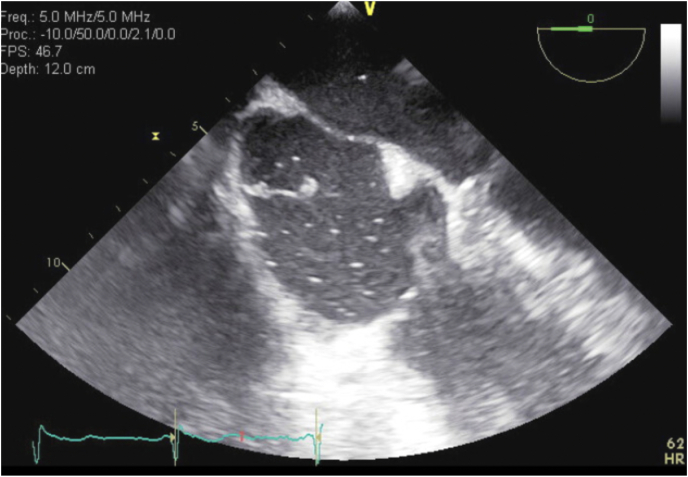 Freq.: 5.0 MHz/5.0 MHz
Proc.: -10.0/50.0/0.0/2.1/0.0
FPS: 46.7
Depth: 12.0 cm
V
0
5
10
62
HR